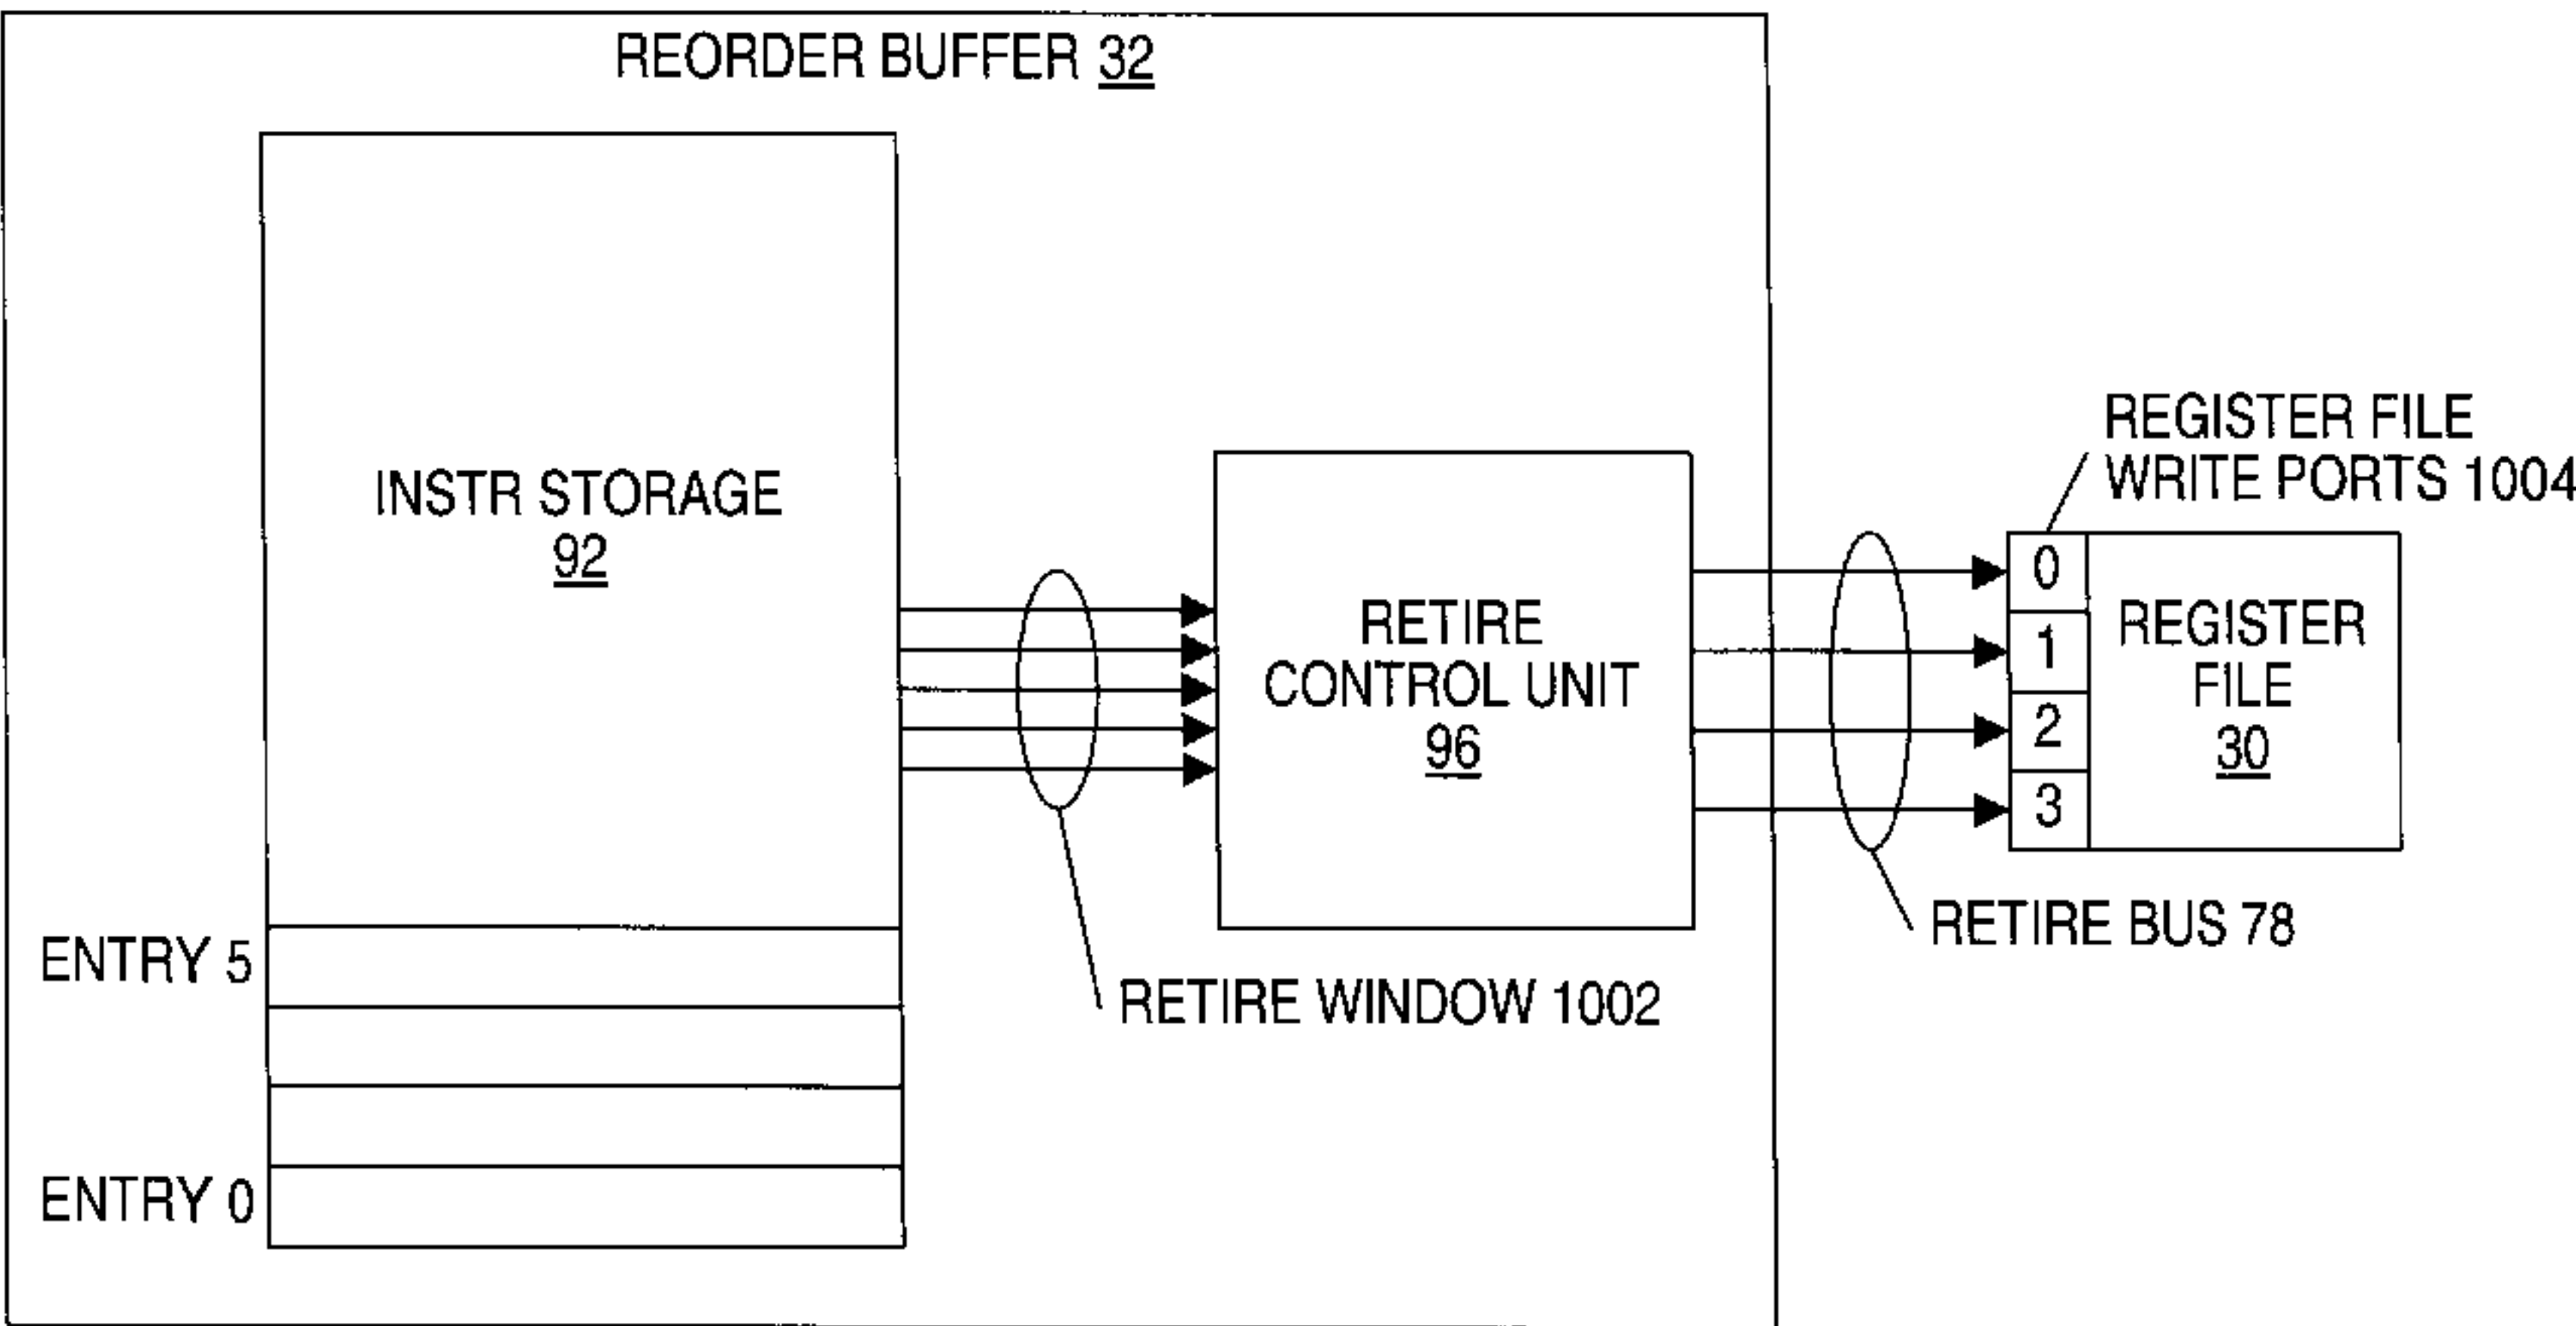 REORDER BUFFER 32
INSTR STORAGE
92
ENTRY 5
ENTRY 0
RETIRE WINDOW 1002
RETIRE
CONTROL UNIT
96
RETIRE BUS 78
REGISTER FILE
WRITE PORTS 1004
0
1
2
3
REGISTER
FILE
30